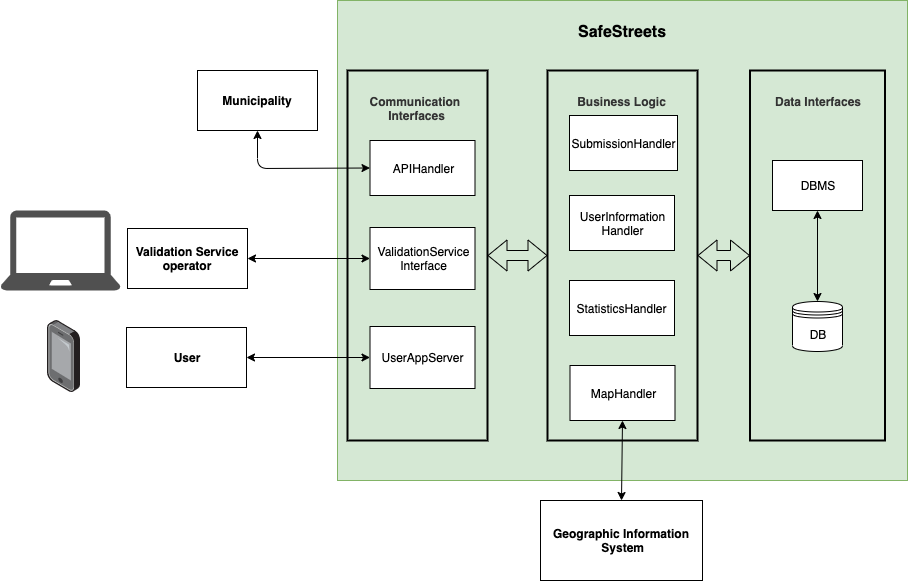 SafeStreets
Municipality
Communication
Interfaces
Business Logic
Data Interfaces
APIHandler
SubmissionHandler
DBMS
Validation Service
operator
ValidationService
Interface
UserInformation
Handler
StatisticsHandler
DB
User
UserAppServer
MapHandler
Geographic Information
System